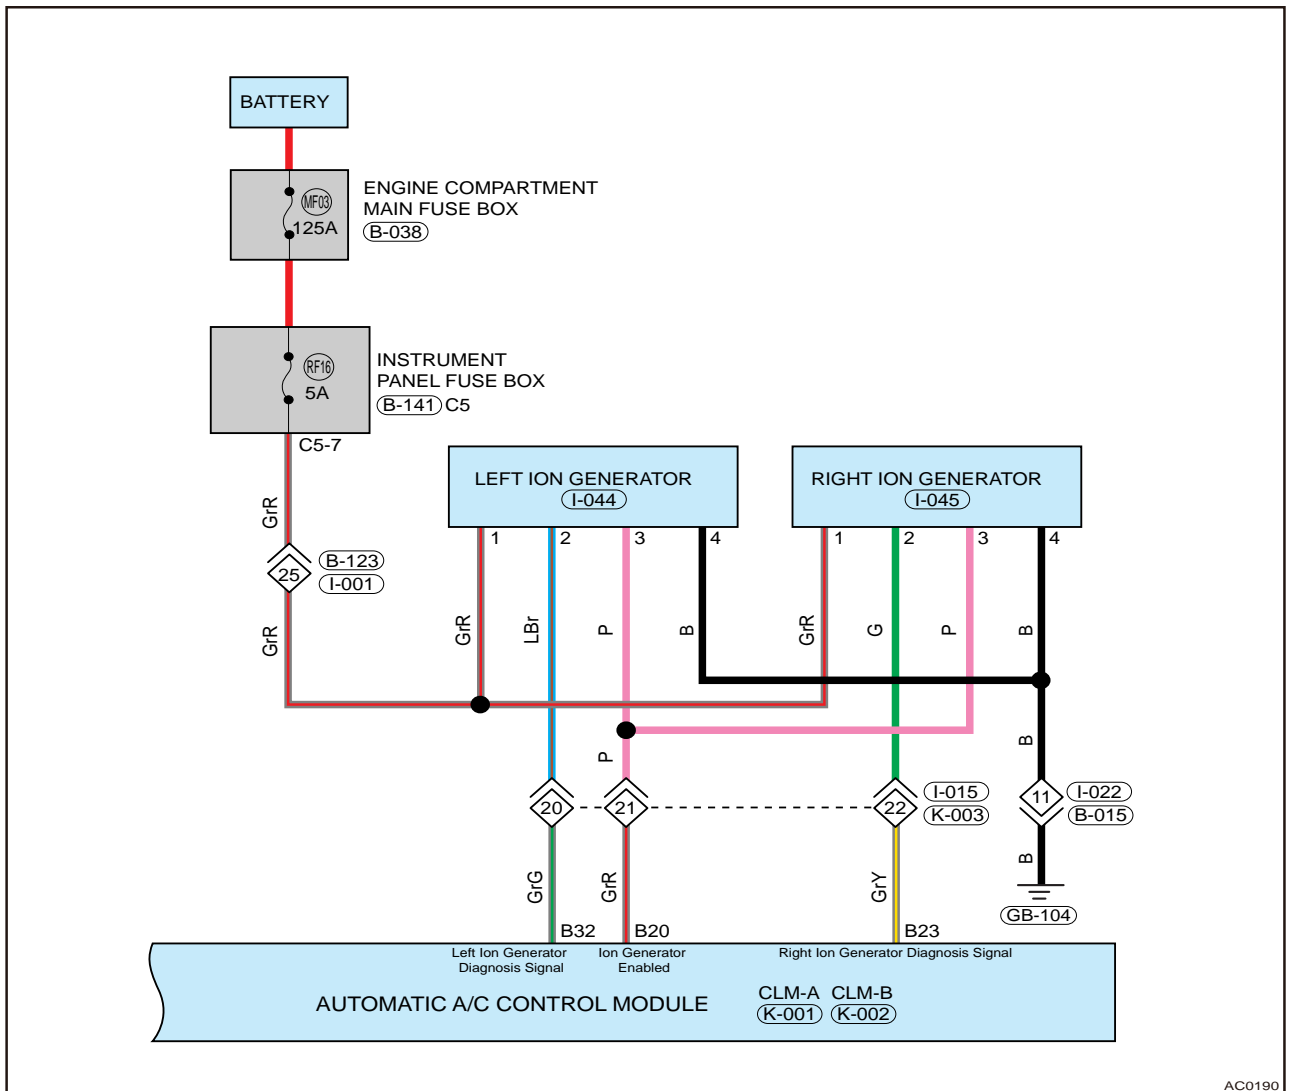 BATTERY
MF03
125A
ENGINE COMPARTMENT
MAIN FUSE BOX
B-038
RF16
5A
INSTRUMENT
PANEL FUSE BOX
B-141 C5
C5-7
LEFT ION GENERATOR
I-044
RIGHT ION GENERATOR
I-045
1 2 3 4 1 2 3 4
GrR
25
B-123
I-001
GrR
GrR LBr P B GrR G P B
P
B
20 21 22
I-015
K-003
11
I-022
B-015
GrG GrR GrY
B
GB-104
B32 B20 B23
Left Ion Generator
Diagnosis Signal
Ion Generator
Enabled
Right Ion Generator Diagnosis Signal
AUTOMATIC A/C CONTROL MODULE
CLM-A CLM-B
K-001 K-002
AC0190